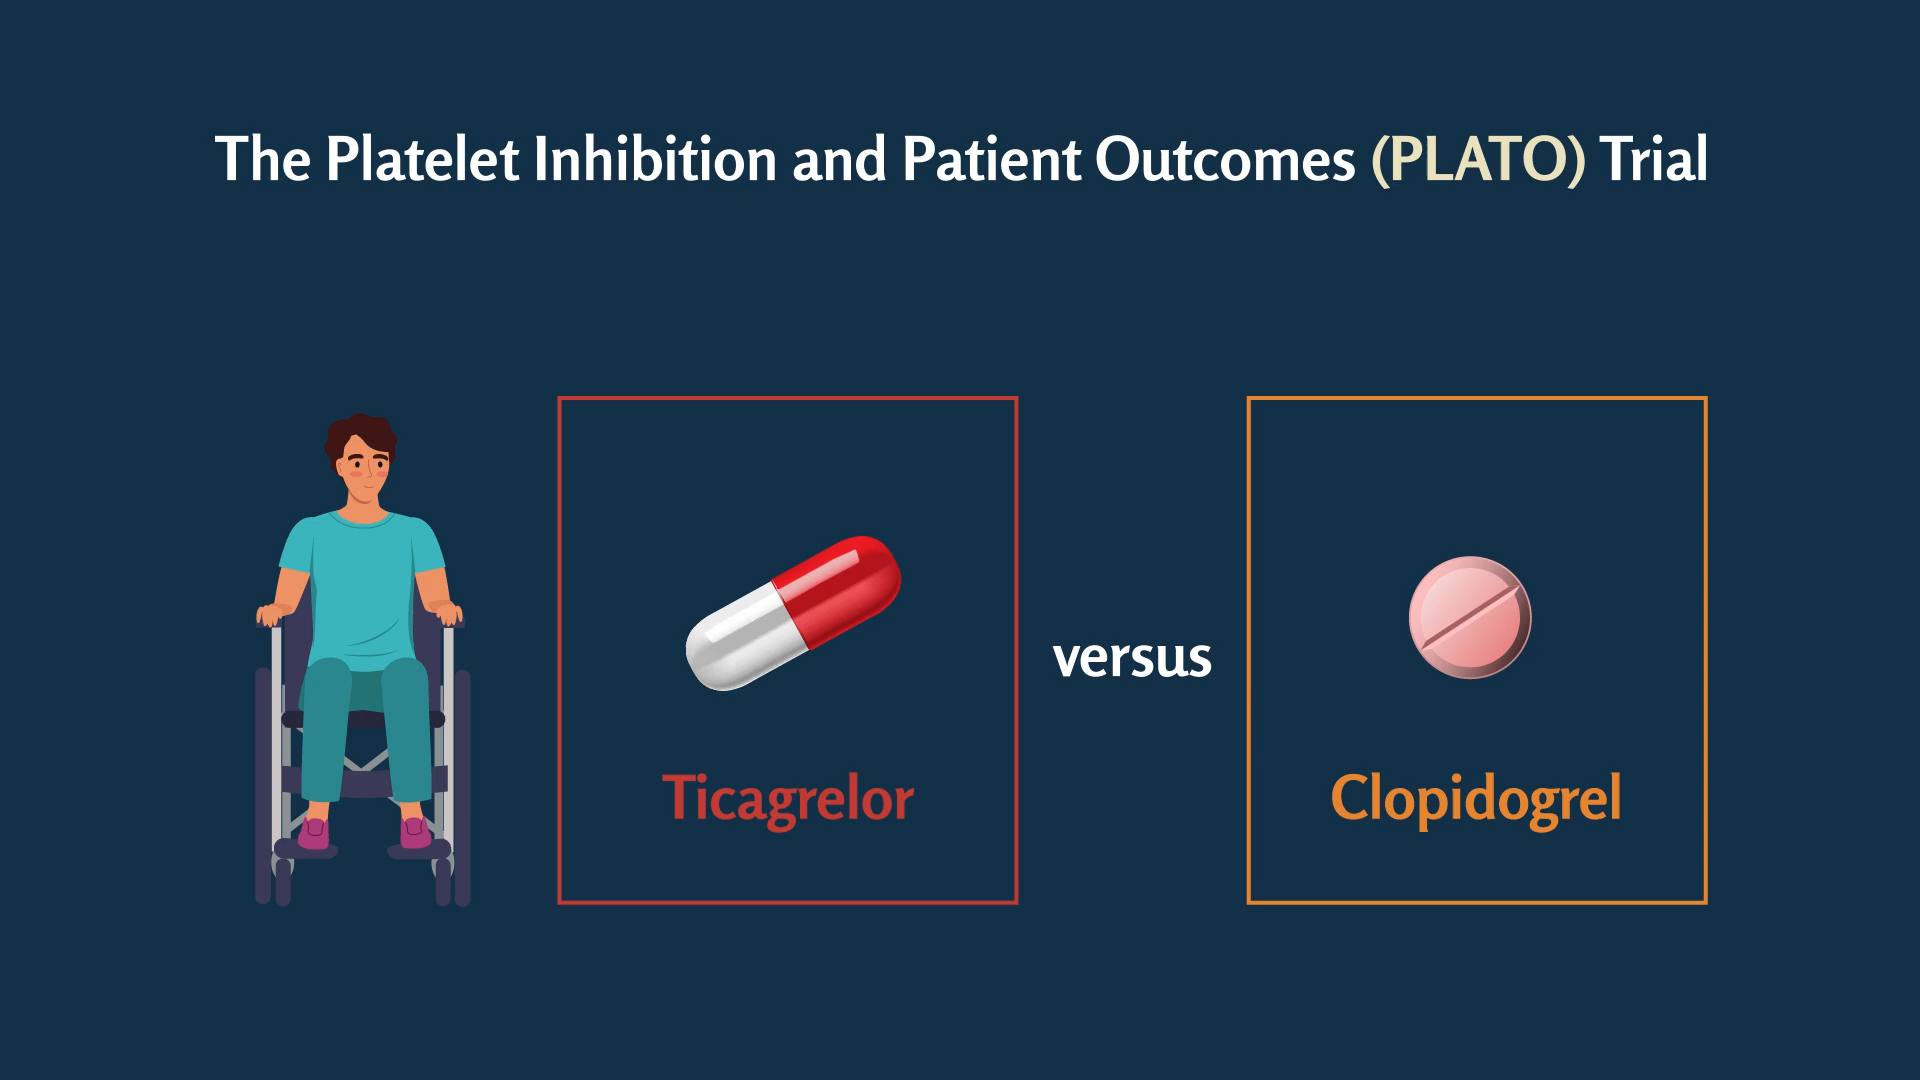 The Platelet Inhibition and Patient Outcomes (PLATO) Trial
versus
Ticagrelor
Clopidogrel